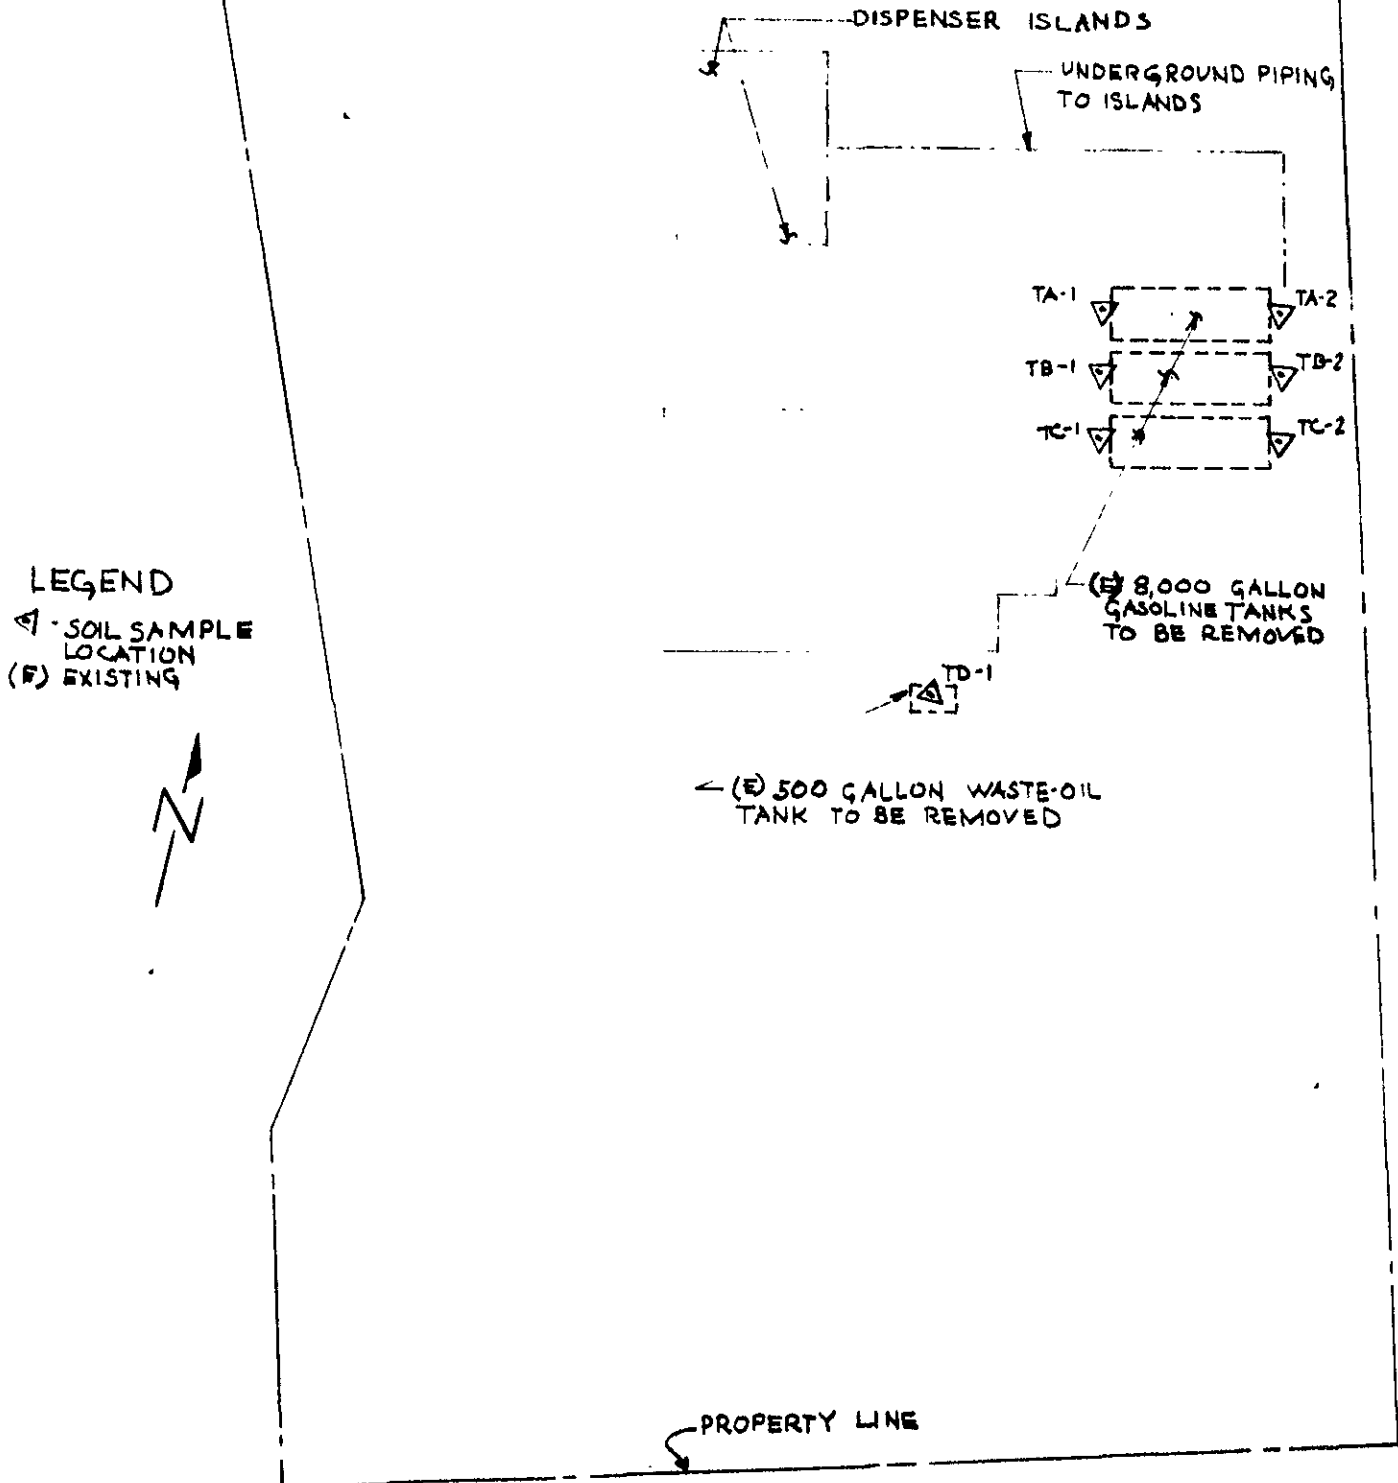 DISPENSER ISLANDS
UNDERGROUND PIPING
TO ISLANDS
TA-1
TA-2
TB-1
TB-2
TC-1
TC-2
LEGEND
- SOIL SAMPLE
LOCATION
(E) EXISTING
(E) 8,000 GALLON
GASOLINE TANKS
TO BE REMOVED
TD-1
N
(E) 500 GALLON WASTE-OIL
TANK TO BE REMOVED
PROPERTY LINE